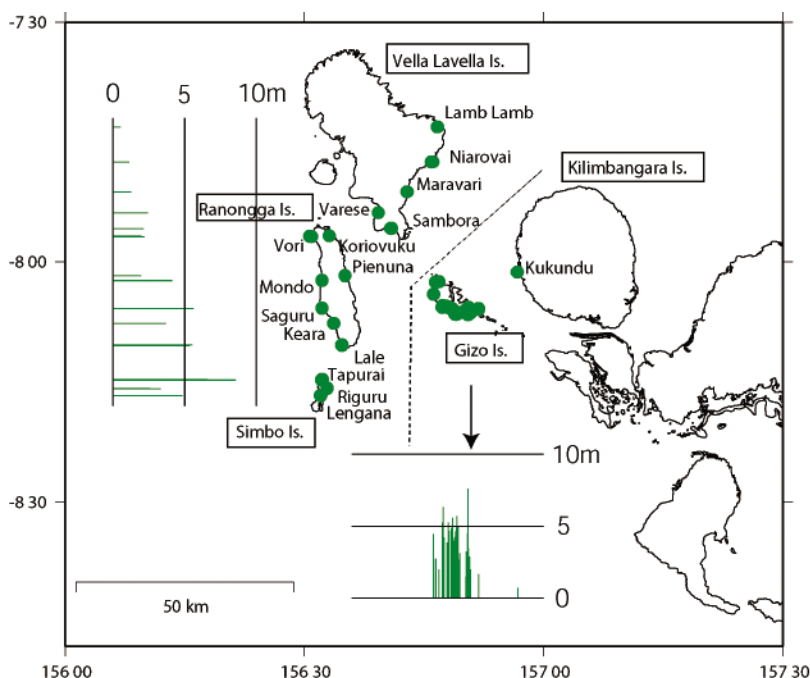 -7 30
Vella Lavella Is.
0 5 10m
Lamb Lamb
Niarovai
Kilimbangara Is.
Maravari
Ranongga Is.
Varese
Sambora
Vori
Koriovuku
-8 00
Pienuna
Kukundu
Mondo
Saguru
Keara
Gizo Is.
Lale
Tapurai
Riguru
Lengana
Simbo Is.
10m
-8 30
5
0
50 km
156 00 156 30 157 00 157 30